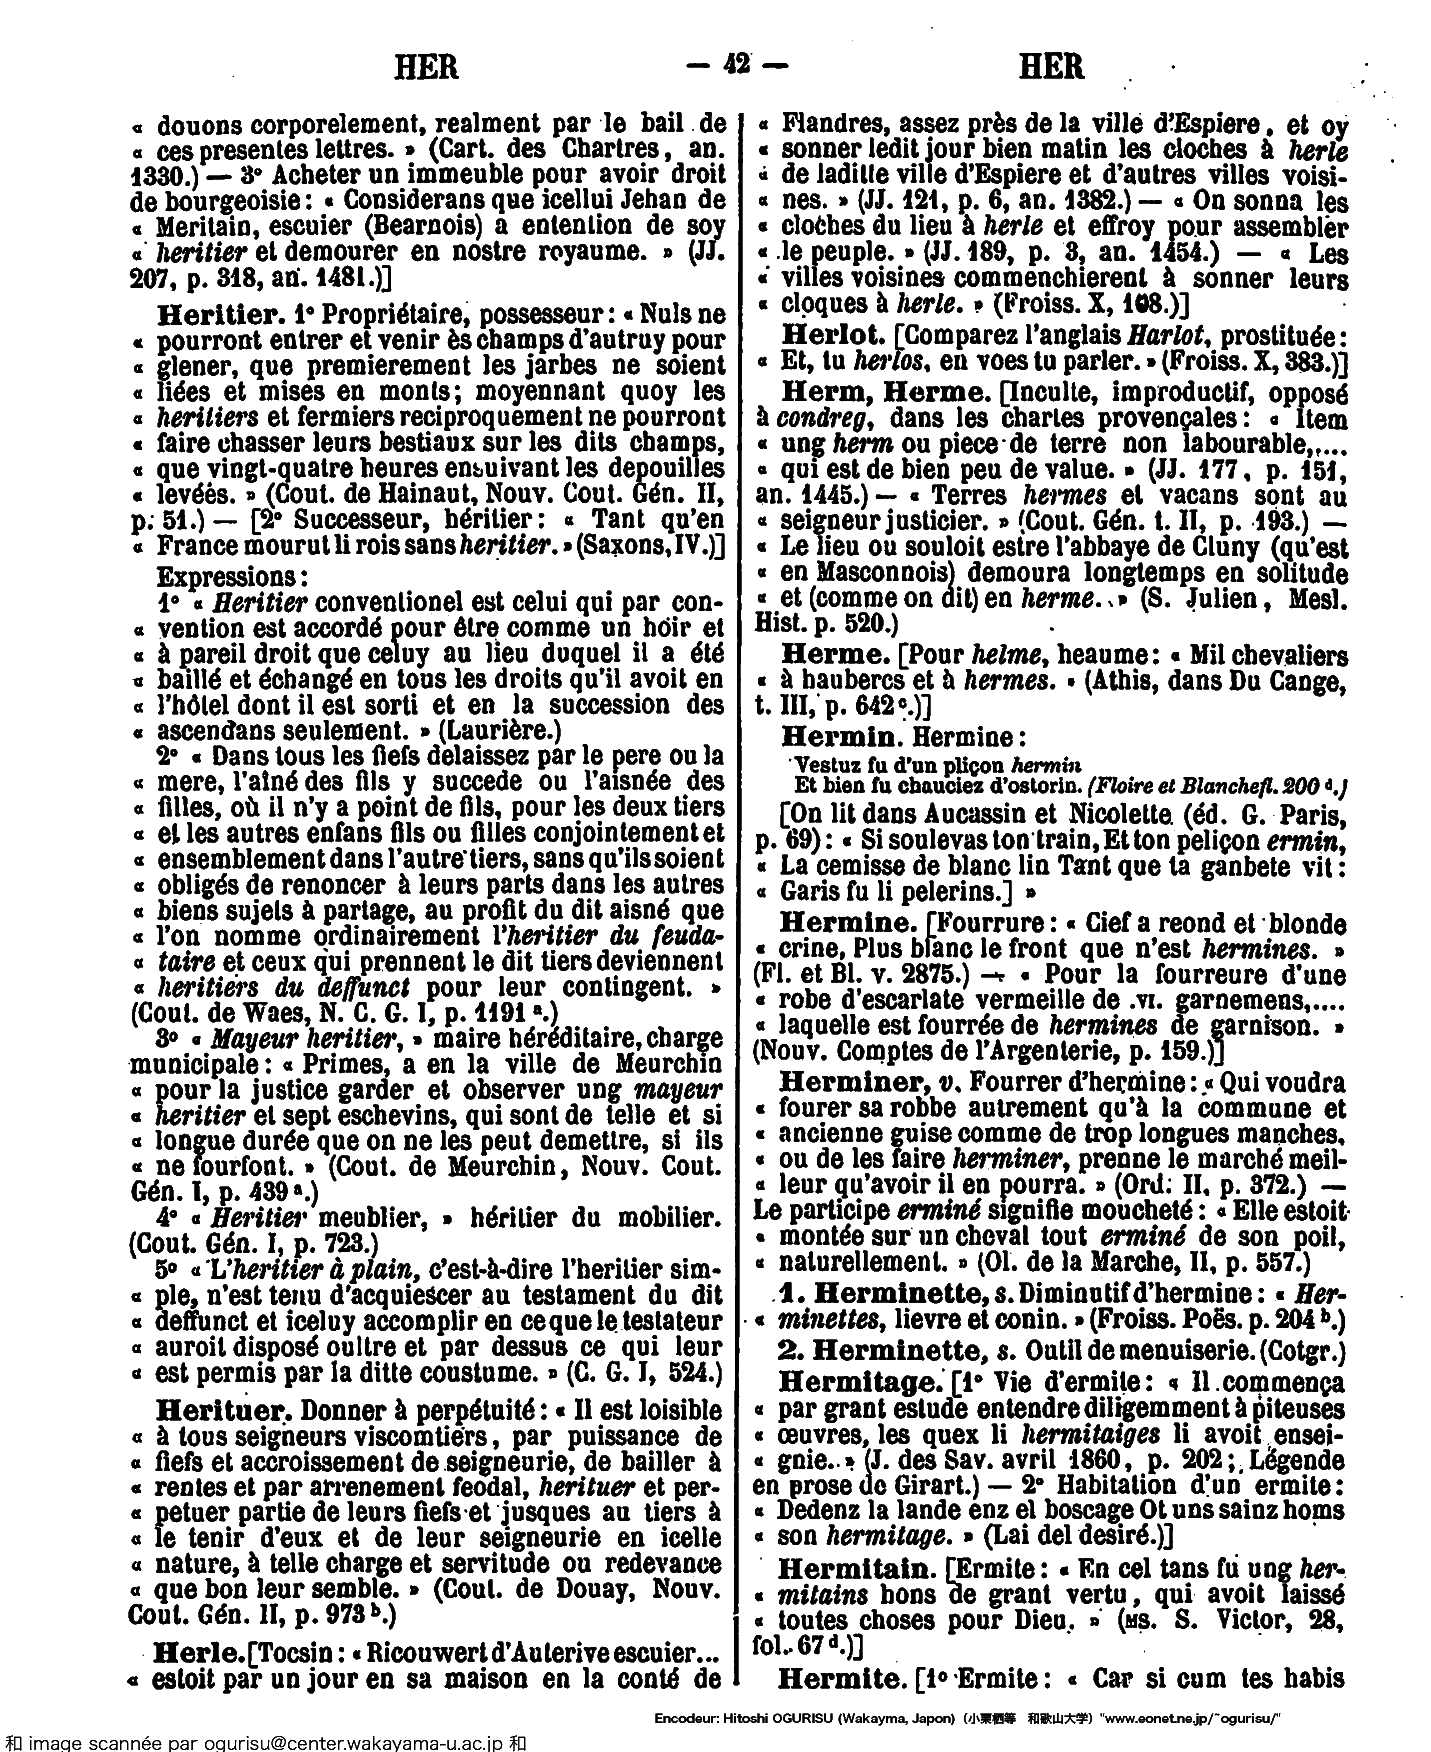 HER — 42 — HER
« douons corporelement, realment par le bail de
« ces presentes lettres. » (Cart. des Chartres, an.
1330.) — 3° Acheter un immeuble pour avoir droit
de bourgeoisie : « Considerans que icellui Jehan de
« Meritain, escuier (Bearnois) a entention de soy
« heritier et demourer en nostre royaume. » (JJ.
207, p. 318, an. 1481.)]
Heritier. 1° Propriétaire, possesseur : « Nuls ne
« pourront entrer et venir ès champs d'autruy pour
« glener, que premierement les jarbes ne soient
« liées et mises en monts ; moyennant quoy les
« heritiers et fermiers reciproquement ne pourront
« faire chasser leurs bestiaux sur les dits champs,
« que vingt-quatre heures ensuivant les depouilles
« levéès. » (Cout. de Hainaut, Nouv. Cout. Gén. II,
p. 51.) — [2° Successeur, héritier : « Tant qu'en
« France mourut li rois sans heritier. » (Saxons, IV.)]
Expressions :
1° « Heritier conventionel est celui qui par con-
« vention est accordé pour être comme un hoir et
« à pareil droit que celuy au lieu duquel il a été
« baillé et échangé en tous les droits qu'il avoit en
« l'hôtel dont il est sorti et en la succession des
« ascendans seulement. » (Laurière.)
2° « Dans tous les fiefs delaissez par le pere ou la
« mere, l'aîné des fils y succede ou l'aisnée des
« filles, où il n'y a point de fils, pour les deux tiers
« et les autres enfans fils ou filles conjointement et
« ensemblement dans l'autre tiers, sans qu'ils soient
« obligés de renoncer à leurs parts dans les autres
« biens sujets à partage, au profit du dit aisné que
« l'on nomme ordinairement l'heritier du feuda-
« taire et ceux qui prennent le dit tiers deviennent
« heritiers du deffunct pour leur contingent. »
(Cout. de Waes, N. C. G. I, p. 1191 a.)
3° « Mayeur heritier, » maire héréditaire, charge
municipale : « Primes, a en la ville de Meurchin
« pour la justice garder et observer ung mayeur
« heritier et sept eschevins, qui sont de telle et si
« longue durée que on ne les peut demettre, si ils
« ne fourfont. » (Cout. de Meurchin, Nouv. Cout.
Gén. I, p. 439 a.)
4° « Heritier meublier, » héritier du mobilier.
(Cout. Gén. I, p. 723.)
5° « L'heritier à plain, c'est-à-dire l'heritier sim-
« ple, n'est tenu d'acquiescer au testament du dit
« deffunct et iceluy accomplir en ce que le testateur
« auroit disposé oultre et par dessus ce qui leur
« est permis par la ditte coustume. » (C. G. I, 524.)
Herituer. Donner à perpétuité : « Il est loisible
« à tous seigneurs viscomtiers, par puissance de
« fiefs et accroissement de seigneurie, de bailler à
« rentes et par arrenement feodal, herituer et per-
« petuer partie de leurs fiefs et jusques au tiers à
« le tenir d'eux et de leur seigneurie en icelle
« nature, à telle charge et servitude ou redevance
« que bon leur semble. » (Cout. de Douay, Nouv.
Cout. Gén. II, p. 973 b.)
Herle. [Tocsin : « Ricouwert d'Auterive escuier...
« estoit par un jour en sa maison en la conté de
« Flandres, assez près de la ville d'Espiere, et oy
« sonner ledit jour bien matin les cloches à herle
« de laditte ville d'Espiere et d'autres villes voisi-
« nes. » (JJ. 121, p. 6, an. 1382.) — « On sonna les
« cloches du lieu à herle et effroy pour assembler
« le peuple. » (JJ. 189, p. 3, an. 1454.) — « Les
« villes voisines commenchierent à sonner leurs
« cloques à herle. » (Froiss. X, 108.)]
Herlot. [Comparez l'anglais Harlot, prostituée :
« Et, tu herlos, en voes tu parler. » (Froiss. X, 383.)]
Herm, Herme. [Inculte, improductif, opposé
à condreg, dans les chartes provençales : « Item
« ung herm ou piece de terre non labourable,....
« qui est de bien peu de value. » (JJ. 177, p. 151,
an. 1445.) — « Terres hermes et vacans sont au
« seigneur justicier. » (Cout. Gén. t. II, p. 193.) —
« Le lieu ou souloit estre l'abbaye de Cluny (qu'est
« en Masconnois) demoura longtemps en solitude
« et (comme on dit) en herme.. » (S. Julien, Mesl.
Hist. p. 520.)
Herme. [Pour helme, heaume : « Mil chevaliers
« à haubercs et à hermes. » (Athis, dans Du Cange,
t. III, p. 642 c.)]
Hermin. Hermine :
Vestuz fu d'un pliçon hermin
Et bien fu chauciez d'ostorin. (Floire et Blanchefl. 200 d.)
[On lit dans Aucassin et Nicolette (éd. G. Paris,
p. 69) : « Si soulevas ton train, Et ton peliçon ermin,
« La cemisse de blanc lin Tant que ta ganbete vit :
« Garis fu li pelerins.] »
Hermine. [Fourrure : « Cief a reond et blonde
« crine, Plus blanc le front que n'est hermines. »
(Fl. et Bl. v. 2875.) — « Pour la fourreure d'une
« robe d'escarlate vermeille de .VI. garnemens,....
« laquelle est fourrée de hermines de garnison. »
(Nouv. Comptes de l'Argenterie, p. 159.)]
Herminer, v. Fourrer d'hermine : « Qui voudra
« fourer sa robbe autrement qu'à la commune et
« ancienne guise comme de trop longues manches,
« ou de les faire herminer, prenne le marché meil-
« leur qu'avoir il en pourra. » (Ord. II, p. 372.) —
Le participe erminé signifie moucheté : « Elle estoit
« montée sur un cheval tout erminé de son poil,
« naturellement. » (Ol. de la Marche, II, p. 557.)
1. Herminette, s. Diminutif d'hermine : « Her-
« minettes, lievre et conin. » (Froiss. Poës. p. 204 b.)
2. Herminette, s. Outil de menuiserie. (Cotgr.)
Hermitage. [1° Vie d'ermite : « Il commença
« par grant estude entendre diligemment à piteuses
« œuvres, les quex li hermitaiges li avoit ensei-
« gnie.. » (J. des Sav. avril 1860, p. 202 ; Légende
en prose de Girart.) — 2° Habitation d'un ermite :
« Dedenz la lande enz el boscage Ot uns sainz homs
« son hermitage. » (Lai del desiré.)]
Hermitain. [Ermite : « En cel tans fu ung her-
« mitains hons de grant vertu, qui avoit laissé
« toutes choses pour Dieu. » (MS. S. Victor, 28,
fol. 67 d.)]
Hermite. [1° Ermite : « Car si cum tes habis
Encodeur: Hitoshi OGURISU (Wakayma, Japon) (小栗栖等 和歌山大学) "www.eonet.ne.jp/~ogurisu/"
和 image scannée par ogurisu@center.wakayama-u.ac.jp 和